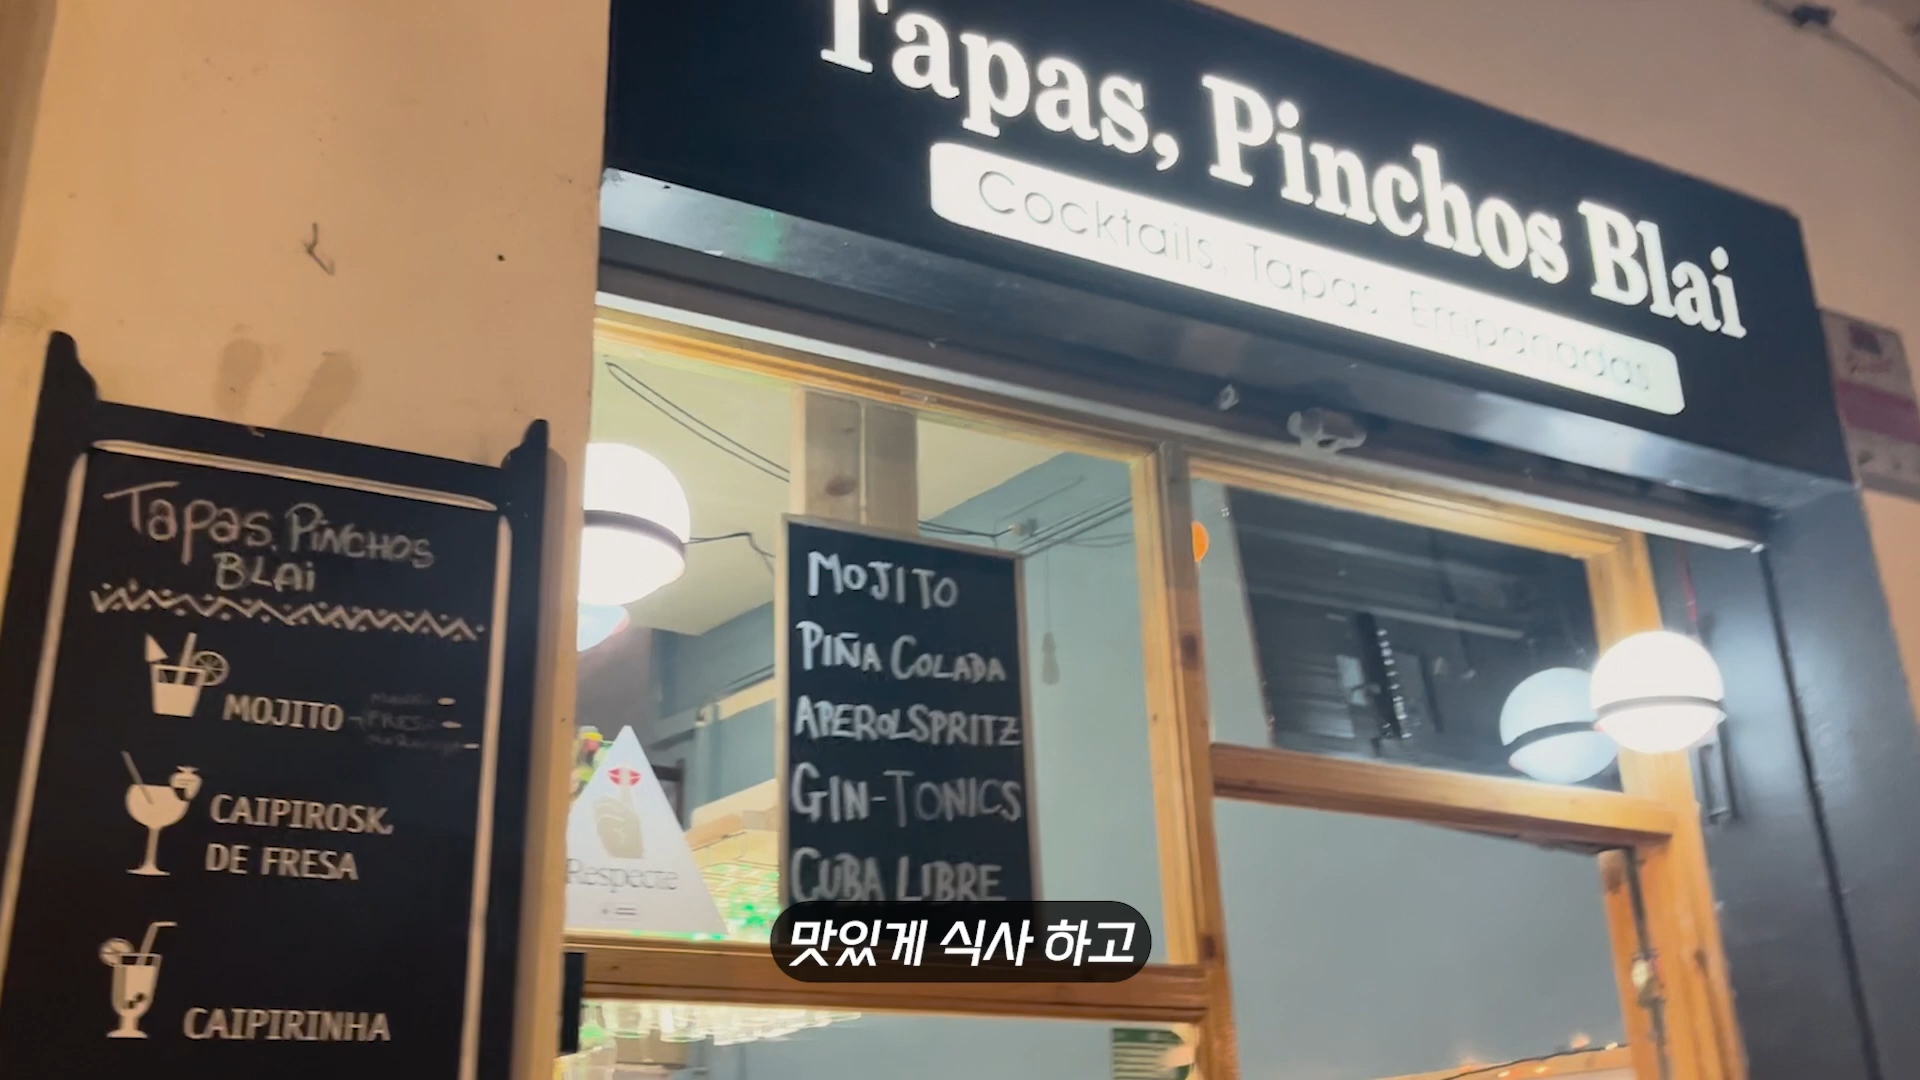 Tapas, Pinchos Blai
Cocktails, Tapas, Empanadas
TAPAS, PINCHOS
BLAi
MOJITO
CAIPIROSK
DE FRESA
CAIPIRINHA
MOJITO
PIÑA COLADA
APEROLSPRITZ
GIN-TONICS
CUBA LIBRE
Respecte
맛있게 식사 하고